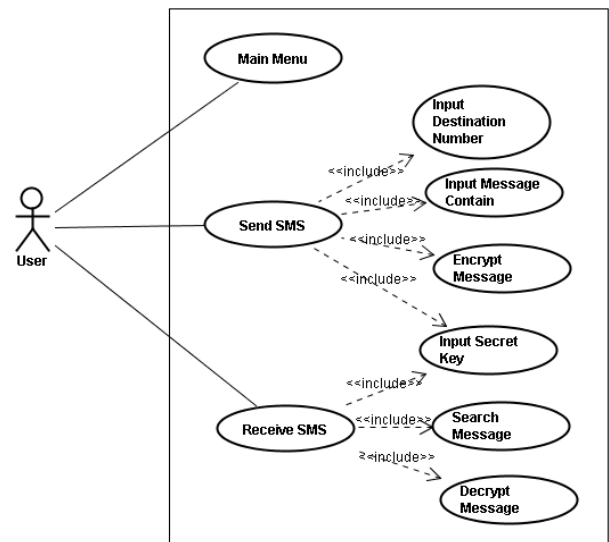 Main Menu
Input
Destination
Number
<<include>>
Input Message
Contain
<<include>>
Send SMS
<<include>>
Encrypt
Message
User
<<include>>
Input Secret
Key
<<include>>
Receive SMS
<<include>>
Search
Message
<<include>>
Decrypt
Message